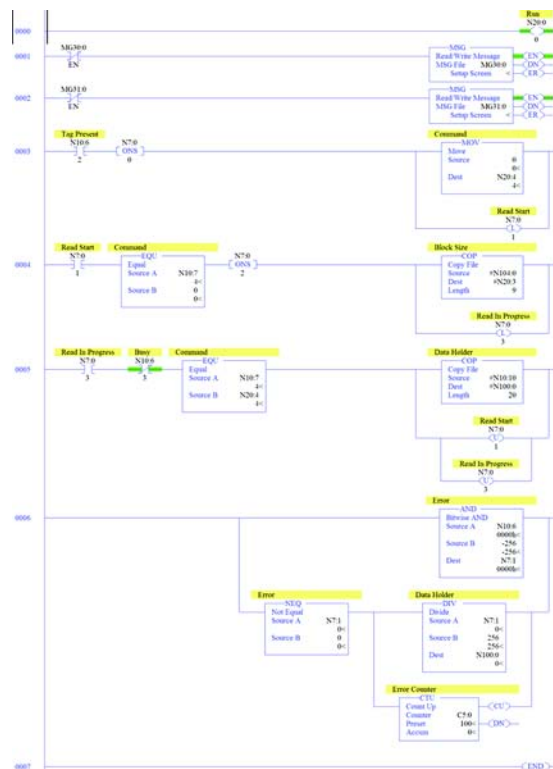 Run
N20:0
0000
0
MG30:0
MSG
0001
EN
Read/Write Message
EN
MSG File MG30:0
DN
Setup Screen <
ER
MG31:0
MSG
0002
EN
Read/Write Message
EN
MSG File MG31:0
DN
Setup Screen <
ER
Tag Present
Command
N10:6
N7:0
MOV
0003
ONS
Move
2
0
Source 0
0<
Dest N20:4
4<
Read Start
N7:0
L
1
Read Start
Command
Block Size
N7:0
EQU
N7:0
COP
0004
Equal
ONS
Copy File
1
Source A N10:7
2
Source #N104:0
4<
Dest #N20:3
Source B 0
Length 9
0<
Read In Progress
N7:0
L
3
Read In Progress
Busy
Command
Data Holder
N7:0
N10:6
EQU
COP
0005
Equal
Copy File
3
3
Source A N10:7
Source #N10:10
4<
Dest #N100:0
Source B N20:4
Length 20
4<
Read Start
N7:0
U
1
Read In Progress
N7:0
U
3
Error
AND
0006
Bitwise AND
Source A N10:6
0000h<
Source B -256
-256<
Dest N7:1
0000h<
Error
Data Holder
NEQ
DIV
Not Equal
Divide
Source A N7:1
Source A N7:1
0<
0<
Source B 0
Source B 256
0<
256<
Dest N100:0
0<
Error Counter
CTU
Count Up
CU
Counter C5:0
Preset 100<
DN
Accum 0<
0007
END